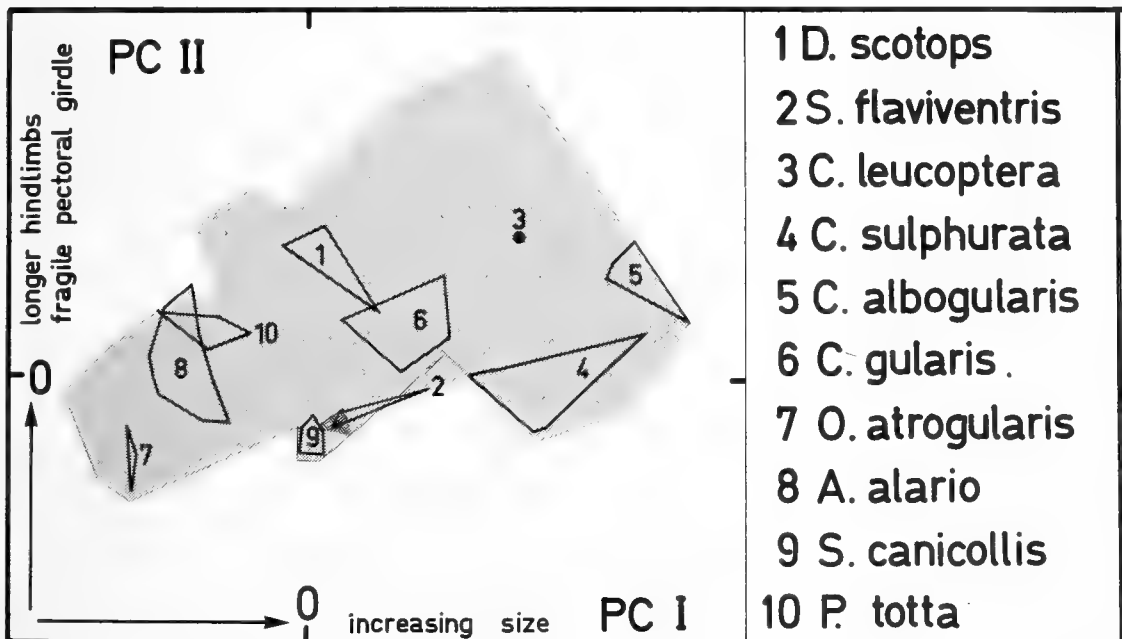 PC II
longer hindlimbs
fragile pectoral girdle
3
1
5
10
6
8
4
0
2
9
7
0
increasing size
PC I
1 D. scotops
2 S. flaviventris
3 C. leucoptera
4 C. sulphurata
5 C. albogularis
6 C. gularis .
7 O. atrogularis
8 A. alario
9 S. canicollis
10 P. totta